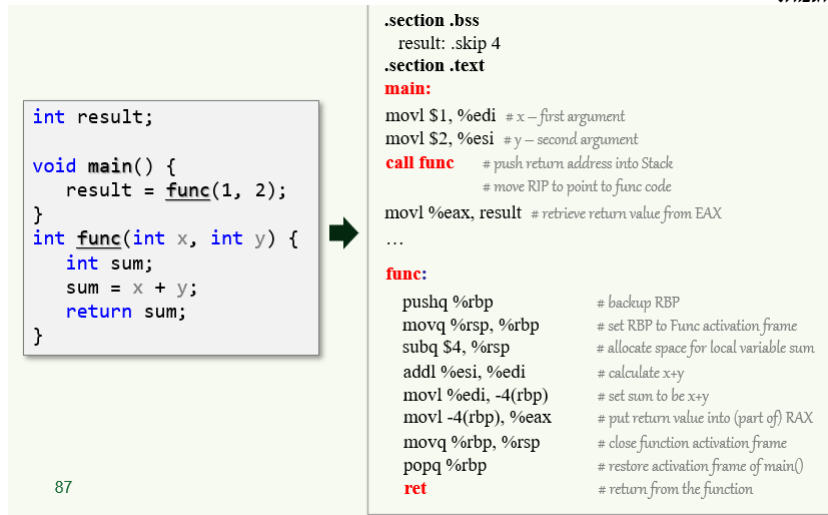 int result;
void main() {
result = func(1, 2);
}
int func(int x, int y) {
int sum;
sum = x + y;
return sum;
}
.section .bss
result: .skip 4
.section .text
main:
movl $1, %edi # x – first argument
movl $2, %esi # y – second argument
call func # push return address into Stack
# move RIP to point to func code
movl %eax, result # retrieve return value from EAX
…
func:
pushq %rbp # backup RBP
movq %rsp, %rbp # set RBP to Func activation frame
subq $4, %rsp # allocate space for local variable sum
addl %esi, %edi # calculate x+y
movl %edi, -4(rbp) # set sum to be x+y
movl -4(rbp), %eax # put return value into (part of) RAX
movq %rbp, %rsp # close function activation frame
popq %rbp # restore activation frame of main()
ret # return from the function
87